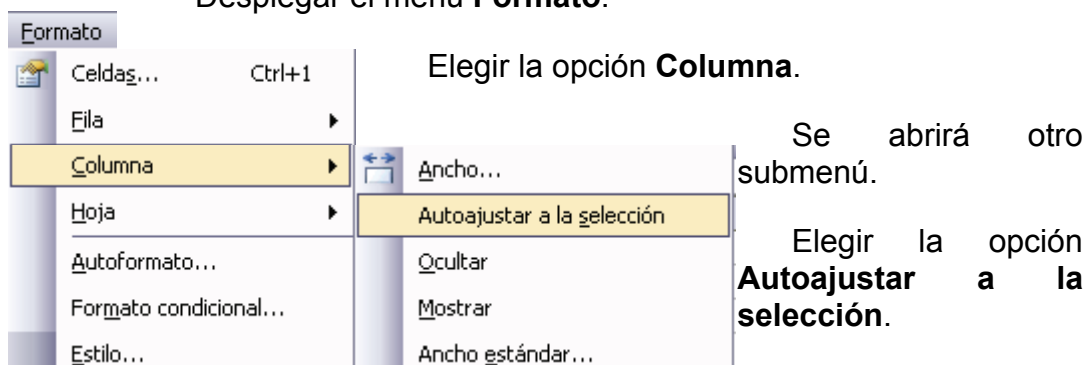 Desplegar el menú Formato.
Formato
Celdas... Ctrl+1
Elegir la opción Columna.
Fila
Columna
Hoja
Autoformato...
Formato condicional...
Estilo...
Ancho...
Autoajustar a la selección
Ocultar
Mostrar
Ancho estándar...
Se abrirá otro
submenú.
Elegir la opción
Autoajustar a la
selección.